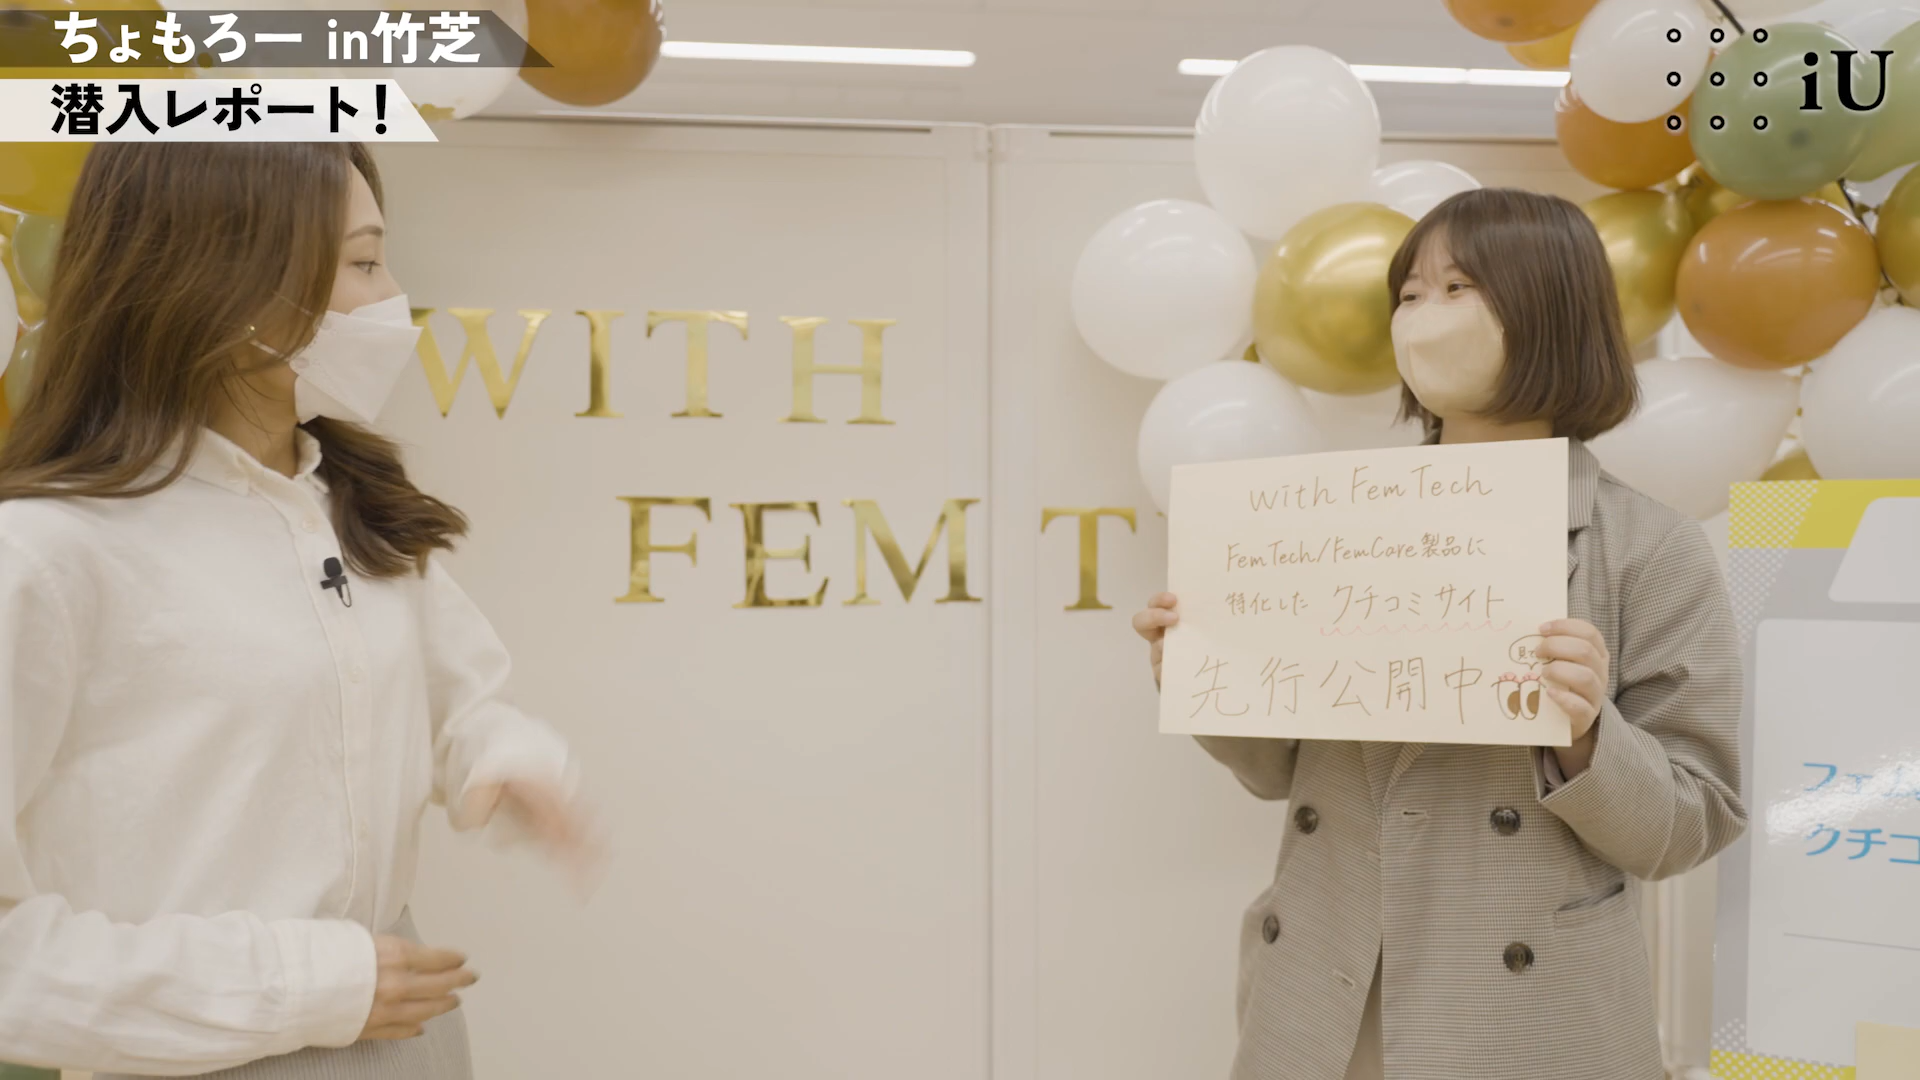 ちょもろー in竹芝
潜入レポート!
iU
WITH
FEM T
with FemTech
FemTech/FemCare製品に
特化した クチコミサイト
見て
先行公開中
クチコ